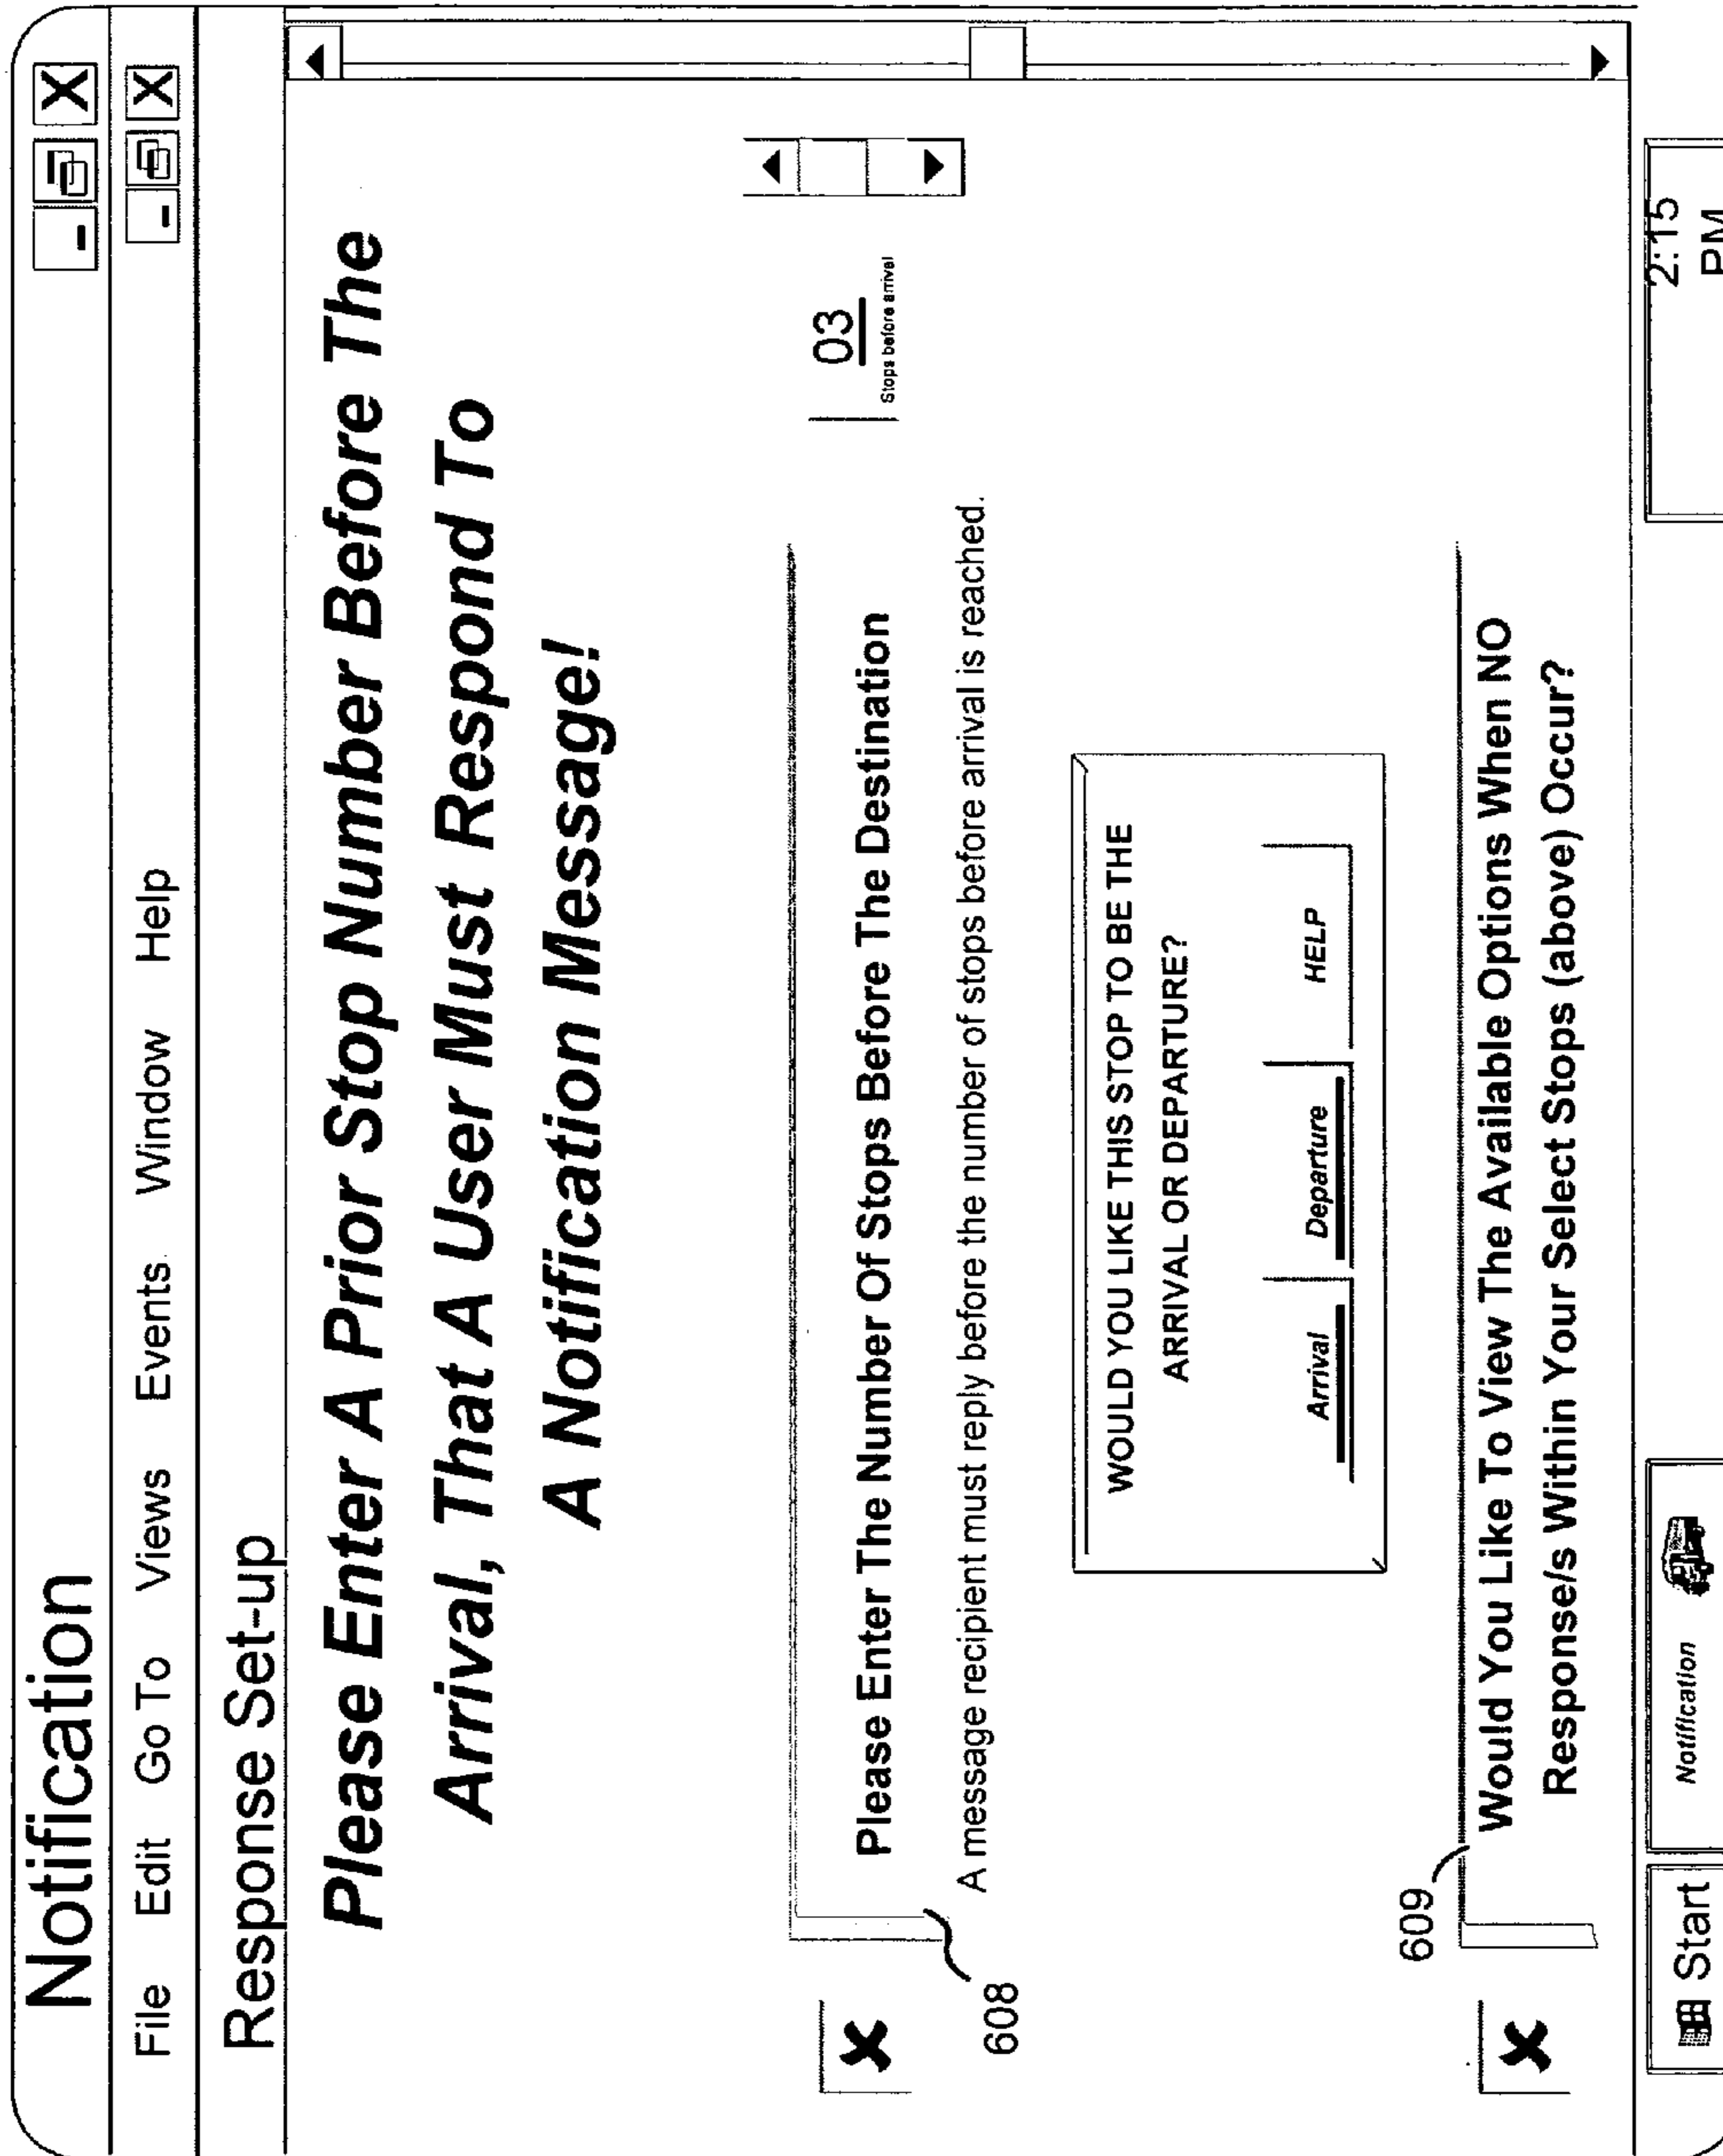 Notification
File Edit Go To Views Events Window Help
Response Set-up
Please Enter A Prior Stop Number Before The
Arrival, That A User Must Respond To
A Notification Message!
Please Enter The Number Of Stops Before The Destination
03
Stops before arrival
A message recipient must reply before the number of stops before arrival is reached.
608
WOULD YOU LIKE THIS STOP TO BE THE
ARRIVAL OR DEPARTURE?
Arrival Departure HELP
609
Would You Like To View The Available Options When NO
Response/s Within Your Select Stops (above) Occur?
Start Notification 2:15
PM